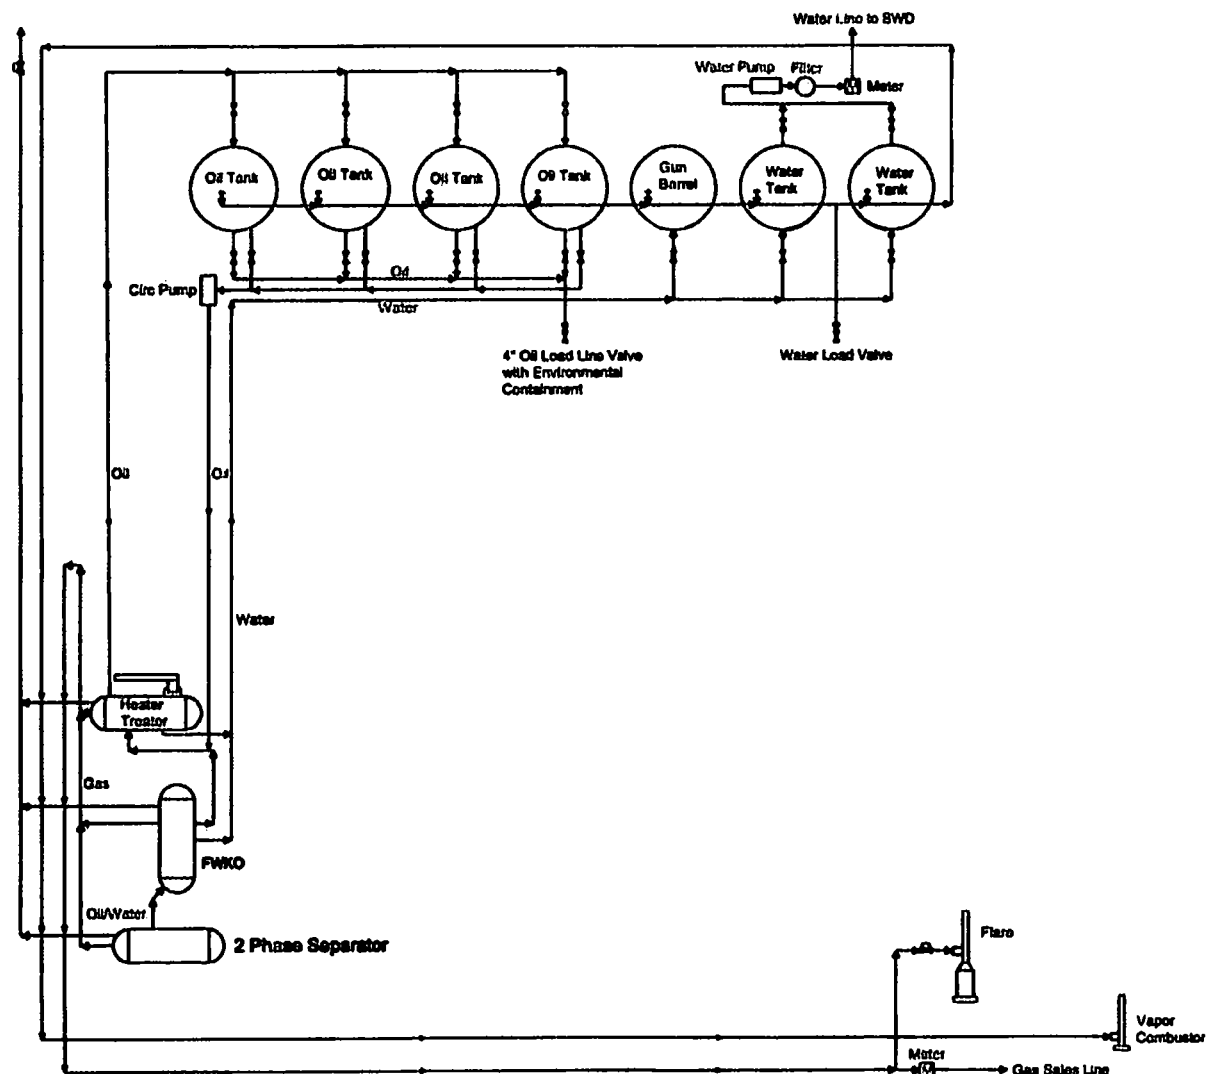 Water Line to SWD
Water Pump
Filter
Meter
Oil Tank
Oil Tank
Oil Tank
Oil Tank
Gun
Barrel
Water
Tank
Water
Tank
Oil
Circ Pump
Water
4" Oil Load Line Valve
with Environmental
Containment
Water Load Valve
Oil
Oil
Water
Heater
Treator
Gas
FWKO
Oil/Water
2 Phase Separator
Flare
Vapor
Combustor
Meter
Gas Sales Line